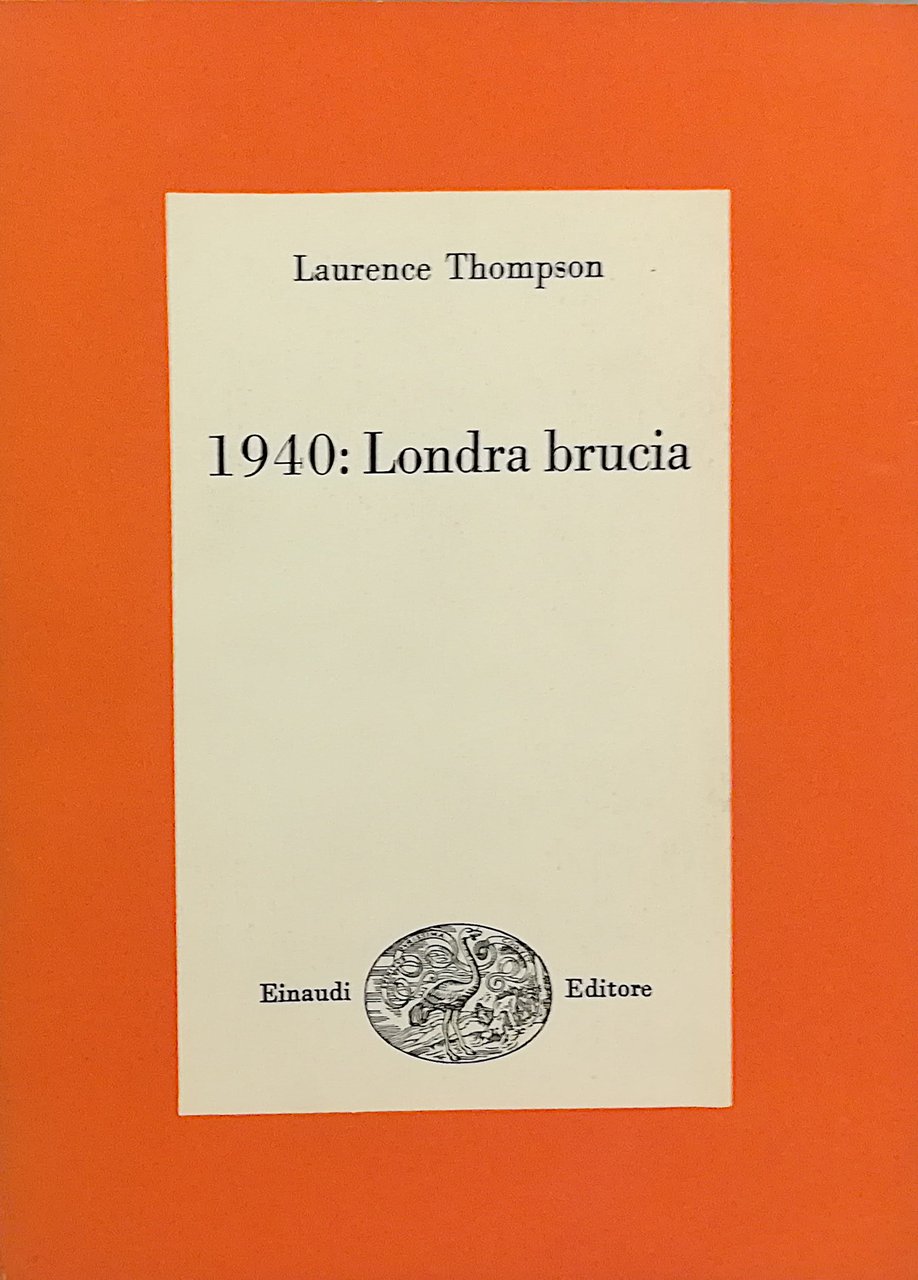 Laurence Thompson
1940: Londra brucia
Einaudi Editore